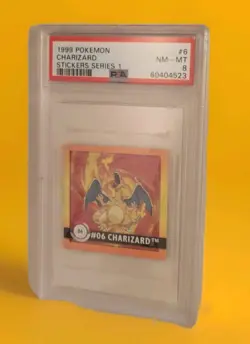 1999 POKEMON #6
CHARIZARD NM-MT
STICKERS SERIES 1 8
PSA 60404523
#06 CHARIZARD™